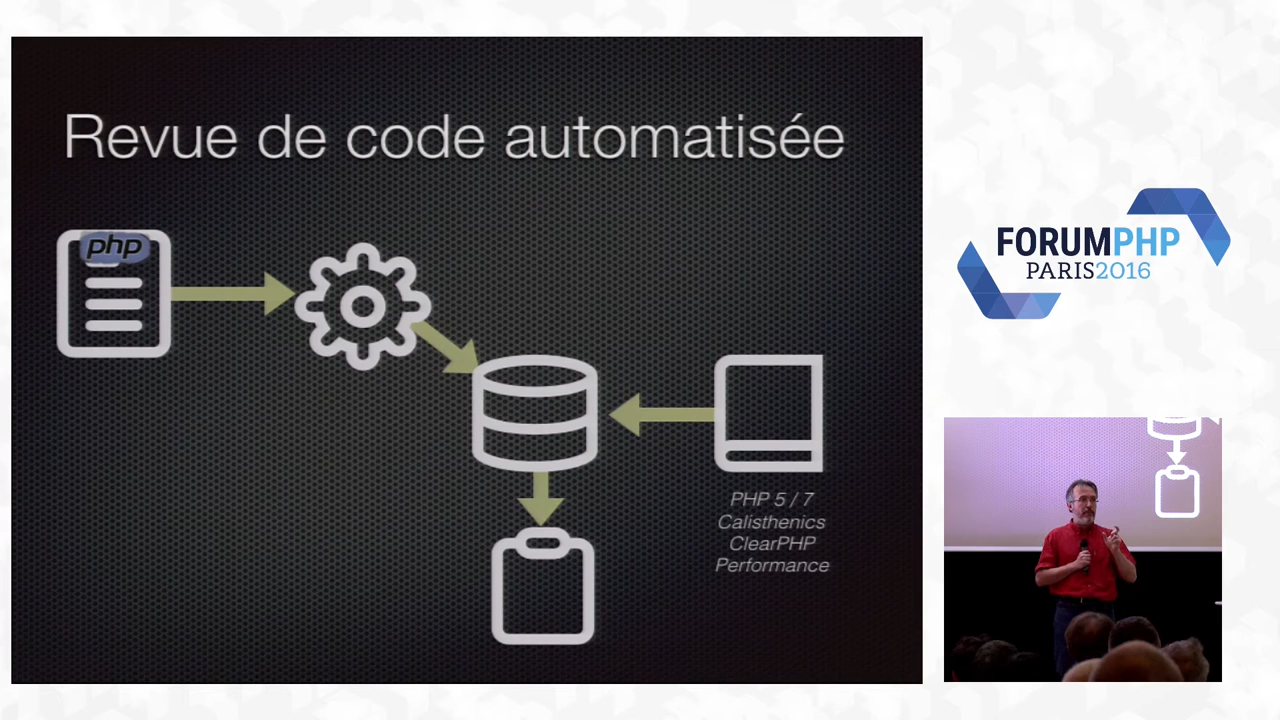 Revue de code automatisée
php
PHP 5 / 7
Calisthenics
ClearPHP
Performance
FORUMPHP
PARIS2016